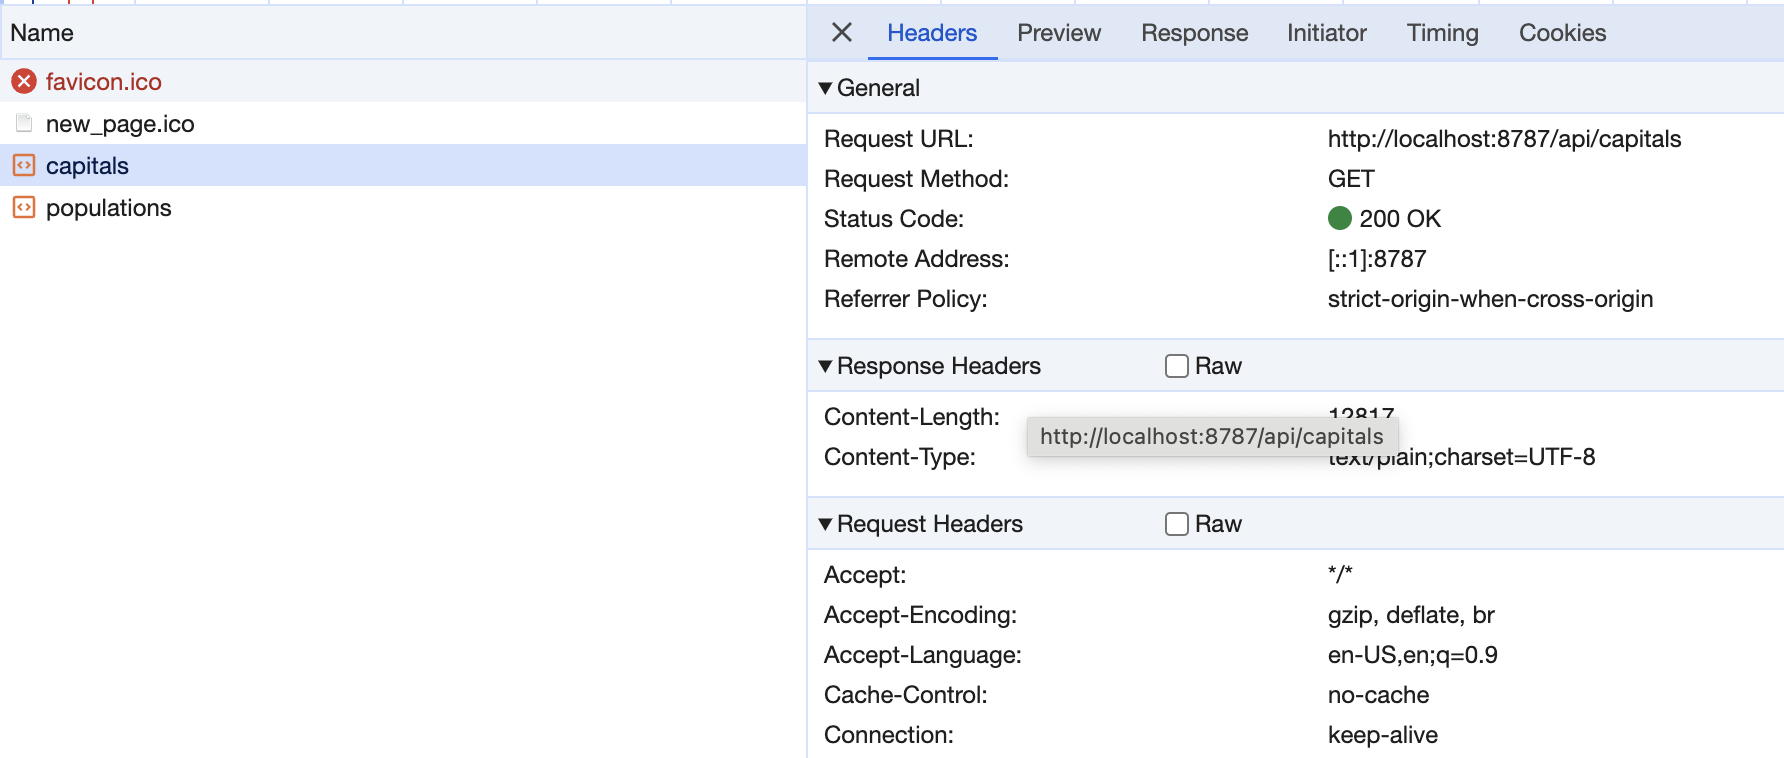 Name
favicon.ico
new_page.ico
capitals
populations
Headers Preview Response Initiator Timing Cookies
General
Request URL: http://localhost:8787/api/capitals
Request Method: GET
Status Code: 200 OK
Remote Address: [::1]:8787
Referrer Policy: strict-origin-when-cross-origin
Response Headers Raw
Content-Length: 12817
http://localhost:8787/api/capitals
Content-Type: text/plain;charset=UTF-8
Request Headers Raw
Accept: */*
Accept-Encoding: gzip, deflate, br
Accept-Language: en-US,en;q=0.9
Cache-Control: no-cache
Connection: keep-alive